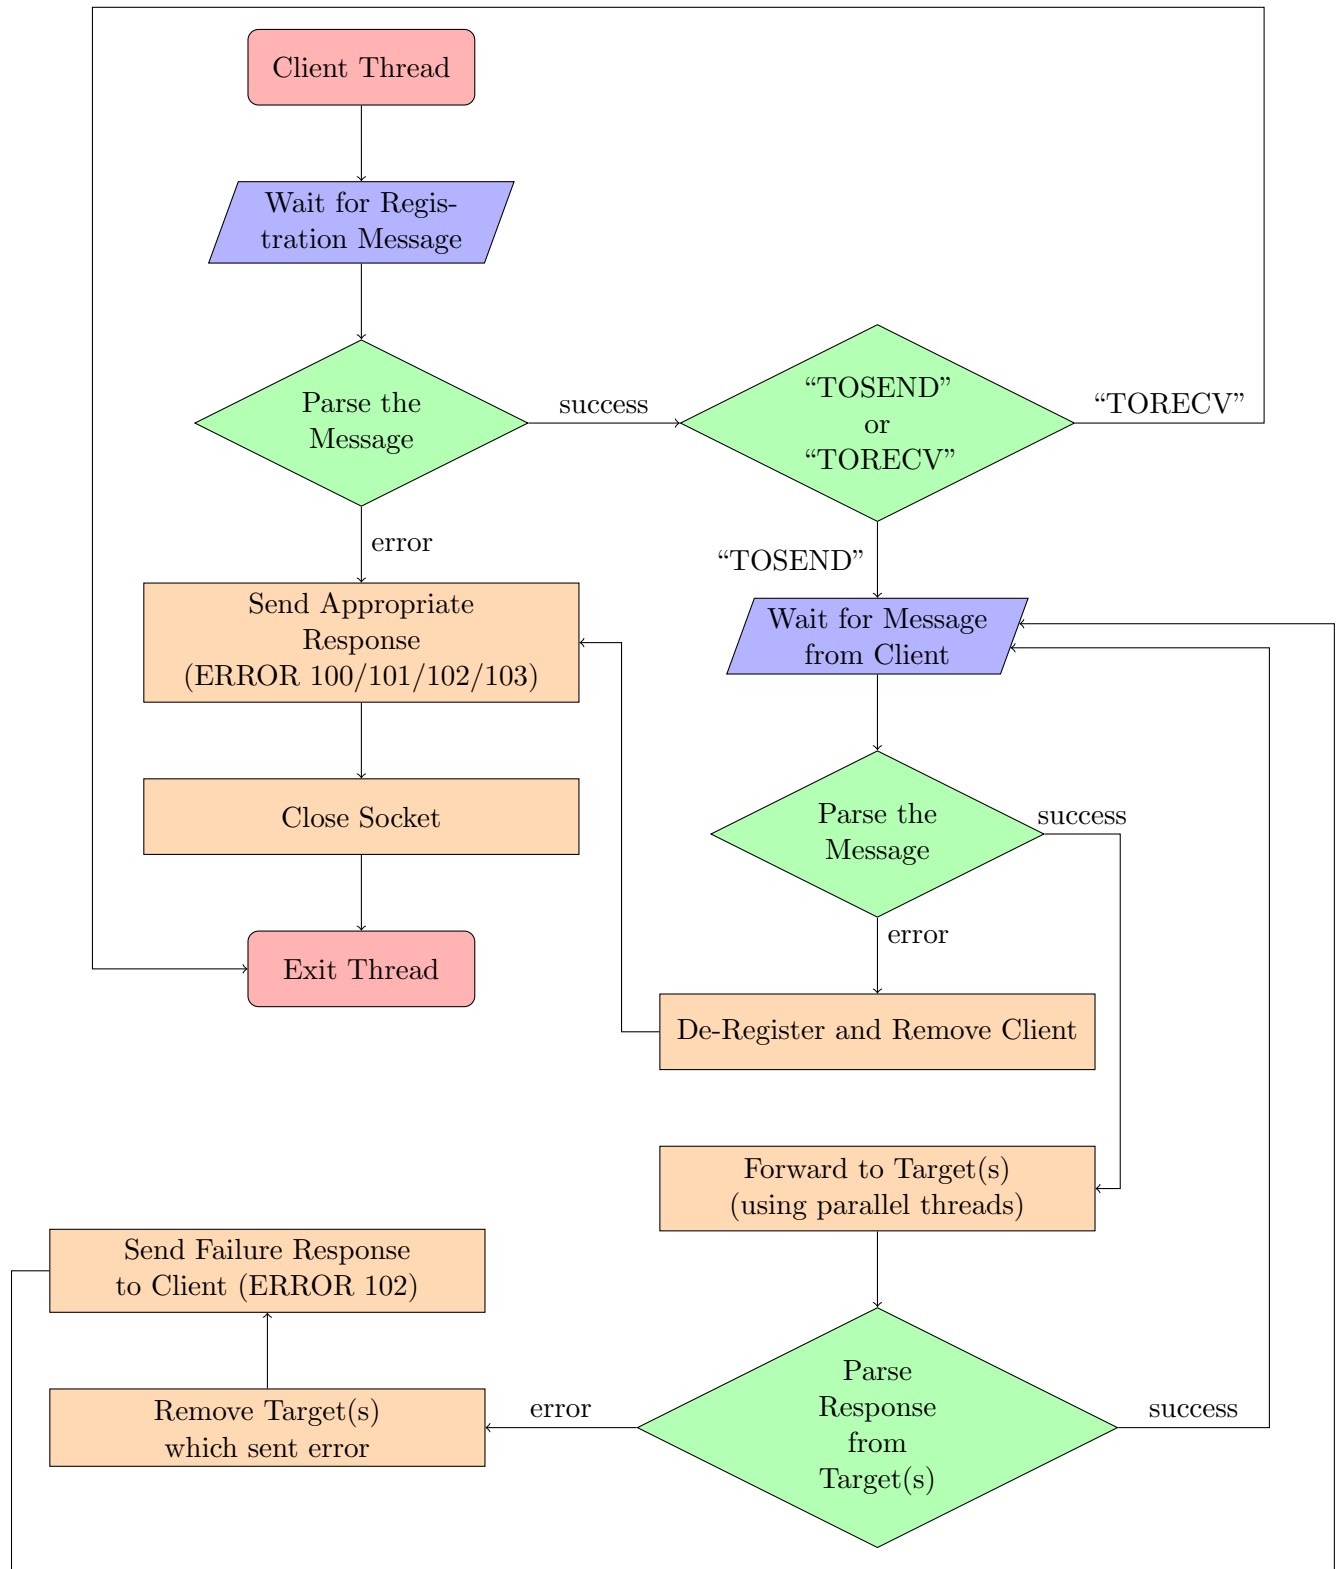 Client Thread
Wait for Regis-
tration Message
Parse the
Message
success
“TOSEND”
or
“TORECV”
“TORECV”
error
“TOSEND”
Send Appropriate
Response
(ERROR 100/101/102/103)
Wait for Message
from Client
Close Socket
Parse the
Message
success
error
Exit Thread
De-Register and Remove Client
Forward to Target(s)
(using parallel threads)
Send Failure Response
to Client (ERROR 102)
Parse
Response
from
Target(s)
error
success
Remove Target(s)
which sent error